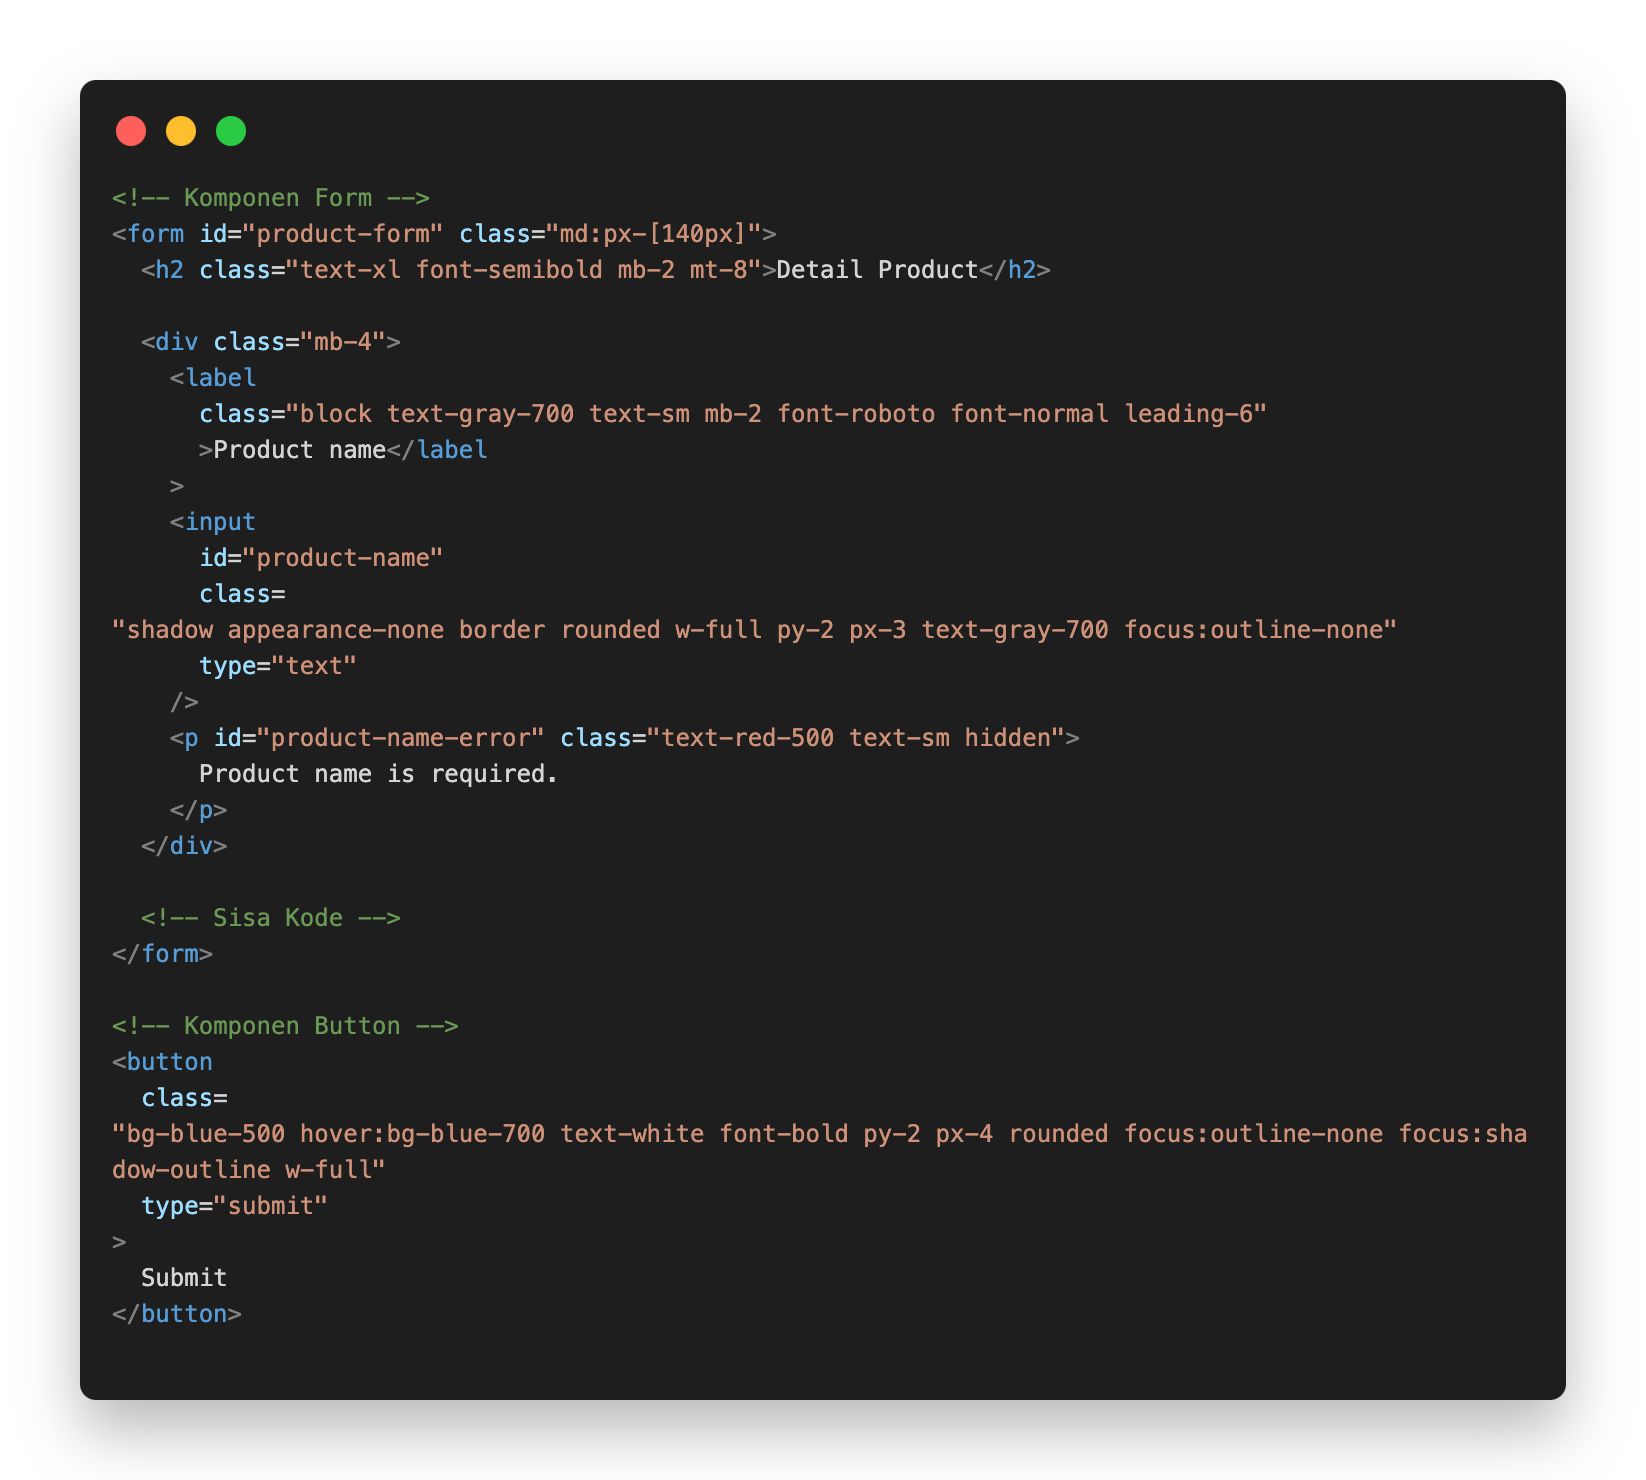 <!-- Komponen Form -->
<form id="product-form" class="md:px-[140px]">
  <h2 class="text-xl font-semibold mb-2 mt-8">Detail Product</h2>

  <div class="mb-4">
    <label
      class="block text-gray-700 text-sm mb-2 font-roboto font-normal leading-6"
      >Product name</label
    >
    <input
      id="product-name"
      class=
"shadow appearance-none border rounded w-full py-2 px-3 text-gray-700 focus:outline-none"
      type="text"
    />
    <p id="product-name-error" class="text-red-500 text-sm hidden">
      Product name is required.
    </p>
  </div>

  <!-- Sisa Kode -->
</form>

<!-- Komponen Button -->
<button
  class=
"bg-blue-500 hover:bg-blue-700 text-white font-bold py-2 px-4 rounded focus:outline-none focus:sha
dow-outline w-full"
  type="submit"
>
  Submit
</button>